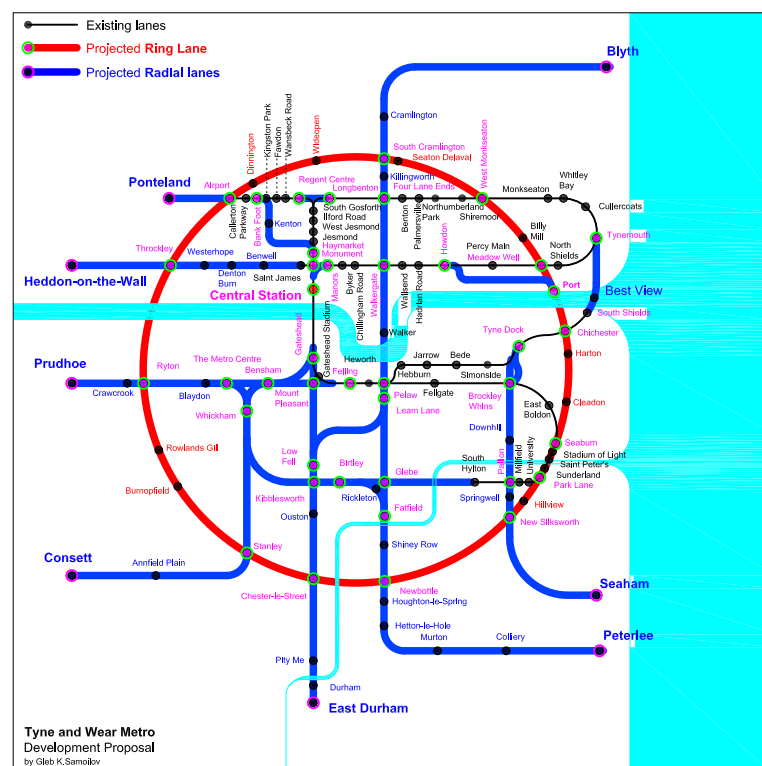 Existing lanes
Projected Ring Lane
Projected Radial lanes
Blyth
Cramlington
South Cramlington
Seaton Delaval
Killingworth
Wideopen
Dinnington
Kingston Park
Fawdon
Wansbeck Road
Ponteland
Airport
Regent Centre
Longbenton
Four Lane Ends
West Monkseaton
Monkseaton
Whitley
Bay
Cullercoats
Callerton
Parkway
Bank Foot
Kenton
South Gosforth
Ilford Road
West Jesmond
Jesmond
Haymarket
Monument
Benton
Palmersville
Northumberland
Park
Shiremoor
Billy
Mill
Tynemouth
Throckley
Westerhope
Denton
Burn
Benwell
Saint James
Manors
Byker
Chillingham Road
Walkergate
Wallsend
Hadrian Road
Howdon
Percy Main
Meadow Well
North
Shields
Heddon-on-the-Wall
Central Station
Port
Best View
South Shields
Chichester
Gateshead
Gateshead Stadium
Walker
Tyne Dock
Harton
Prudhoe
Ryton
The Metro Centre
Bensham
Heworth
Felling
Hebburn
Jarrow
Bede
Simonside
Crawcrook
Blaydon
Mount
Pleasant
Pelaw
Fellgate
Brockley
Whins
Cleadon
Whickham
Leam Lane
East
Boldon
Downhill
Seaburn
Rowlands Gill
Low
Fell
Birtley
Glebe
South
Hylton
Pallion
Millfield
University
Stadium of Light
Saint Peter's
Sunderland
Park Lane
Burnopfield
Kibblesworth
Rickleton
Springwell
Hillview
Ouston
Fatfield
New Silksworth
Consett
Annfield Plain
Stanley
Shiney Row
Chester-le-Street
Newbottle
Houghton-le-Spring
Seaham
Hetton-le-Hole
Murton
Colliery
Peterlee
Pity Me
Durham
East Durham
Tyne and Wear Metro
Development Proposal
by Gleb K.Samoilov